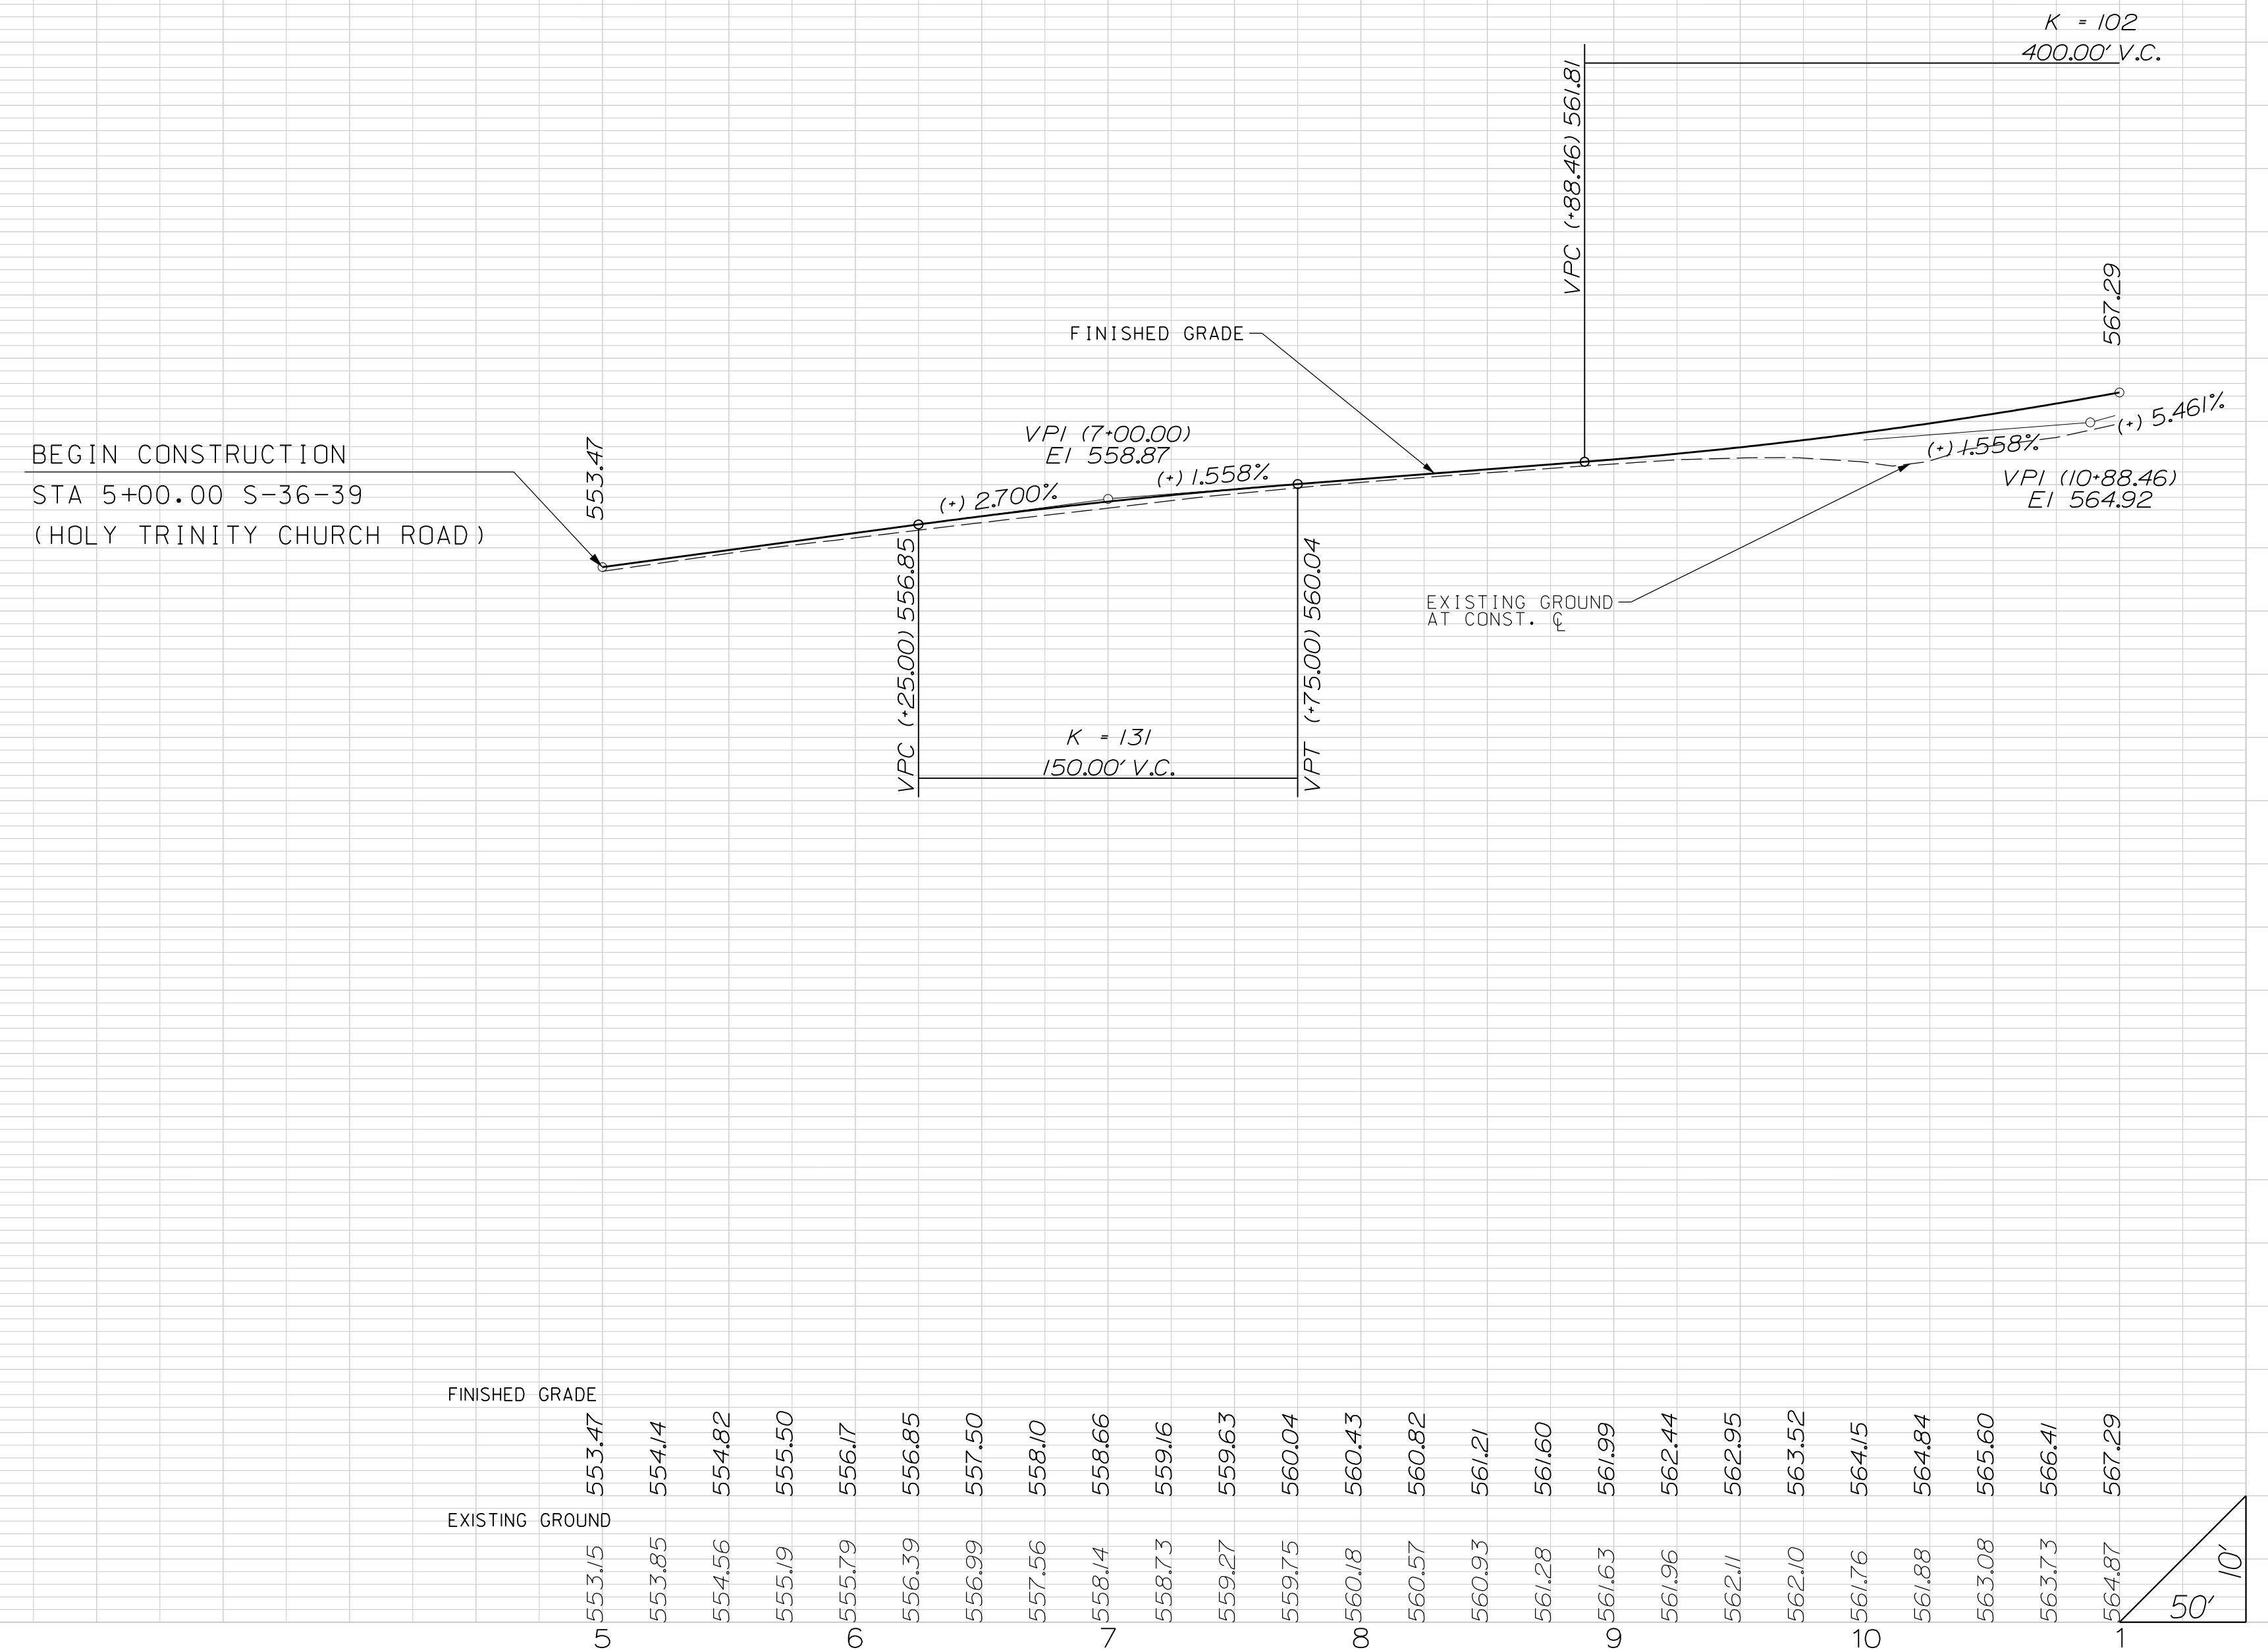 K = 102
400.00' V.C.
VPC (+88.46) 561.81
567.29
FINISHED GRADE
BEGIN CONSTRUCTION
STA 5+00.00 S-36-39
(HOLY TRINITY CHURCH ROAD)
553.47
VPI (7+00.00)
El 558.87
(+) 2.700%
(+) 1.558%
(+) 5.461%
(+) 1.558%
VPI (10+88.46)
El 564.92
VPC (+25.00) 556.85
VPT (+75.00) 560.04
EXISTING GROUND
AT CONST. ℄
K = 131
150.00' V.C.
FINISHED GRADE
553.47 554.14 554.82 555.50 556.17 556.85 557.50 558.10 558.66 559.16 559.63 560.04 560.43 560.82 561.21 561.60 561.99 562.44 562.95 563.52 564.15 564.84 565.60 566.41 567.29
EXISTING GROUND
553.15 553.85 554.56 555.19 555.79 556.39 556.99 557.56 558.14 558.73 559.27 559.75 560.18 560.57 560.93 561.28 561.63 561.96 562.11 562.10 561.76 561.88 563.08 563.73 564.87
10'
50'
5 6 7 8 9 10 1